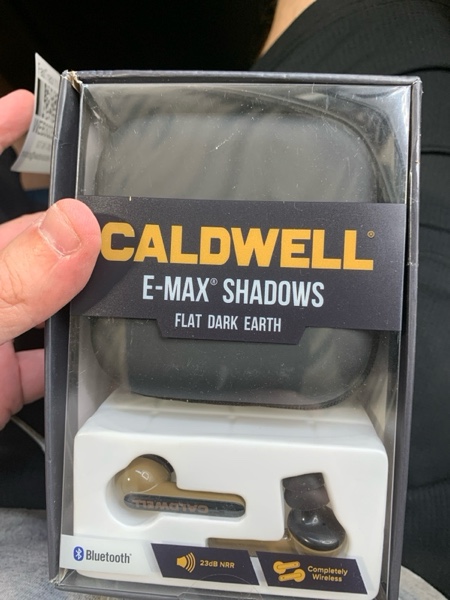 CALDWELL®
E-MAX® SHADOWS
FLAT DARK EARTH
CALDWELL
Bluetooth®
23dB NRR
Completely
Wireless